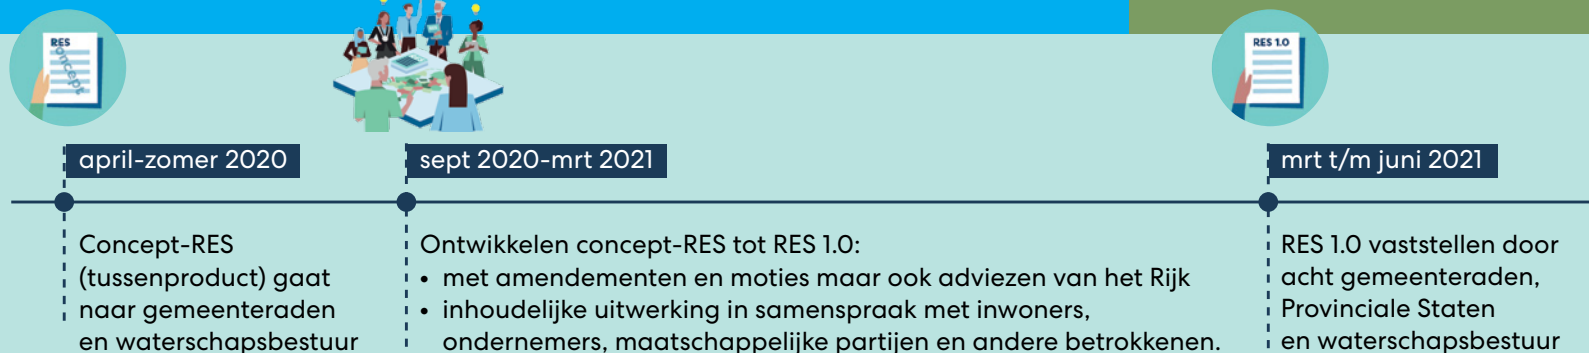 RES
concept
RES 1.0
april-zomer 2020
sept 2020-mrt 2021
mrt t/m juni 2021
Concept-RES
(tussenproduct) gaat
naar gemeenteraden
en waterschapsbestuur
Ontwikkelen concept-RES tot RES 1.0:
• met amendementen en moties maar ook adviezen van het Rijk
• inhoudelijke uitwerking in samenspraak met inwoners,
ondernemers, maatschappelijke partijen en andere betrokkenen.
RES 1.0 vaststellen door
acht gemeenteraden,
Provinciale Staten
en waterschapsbestuur